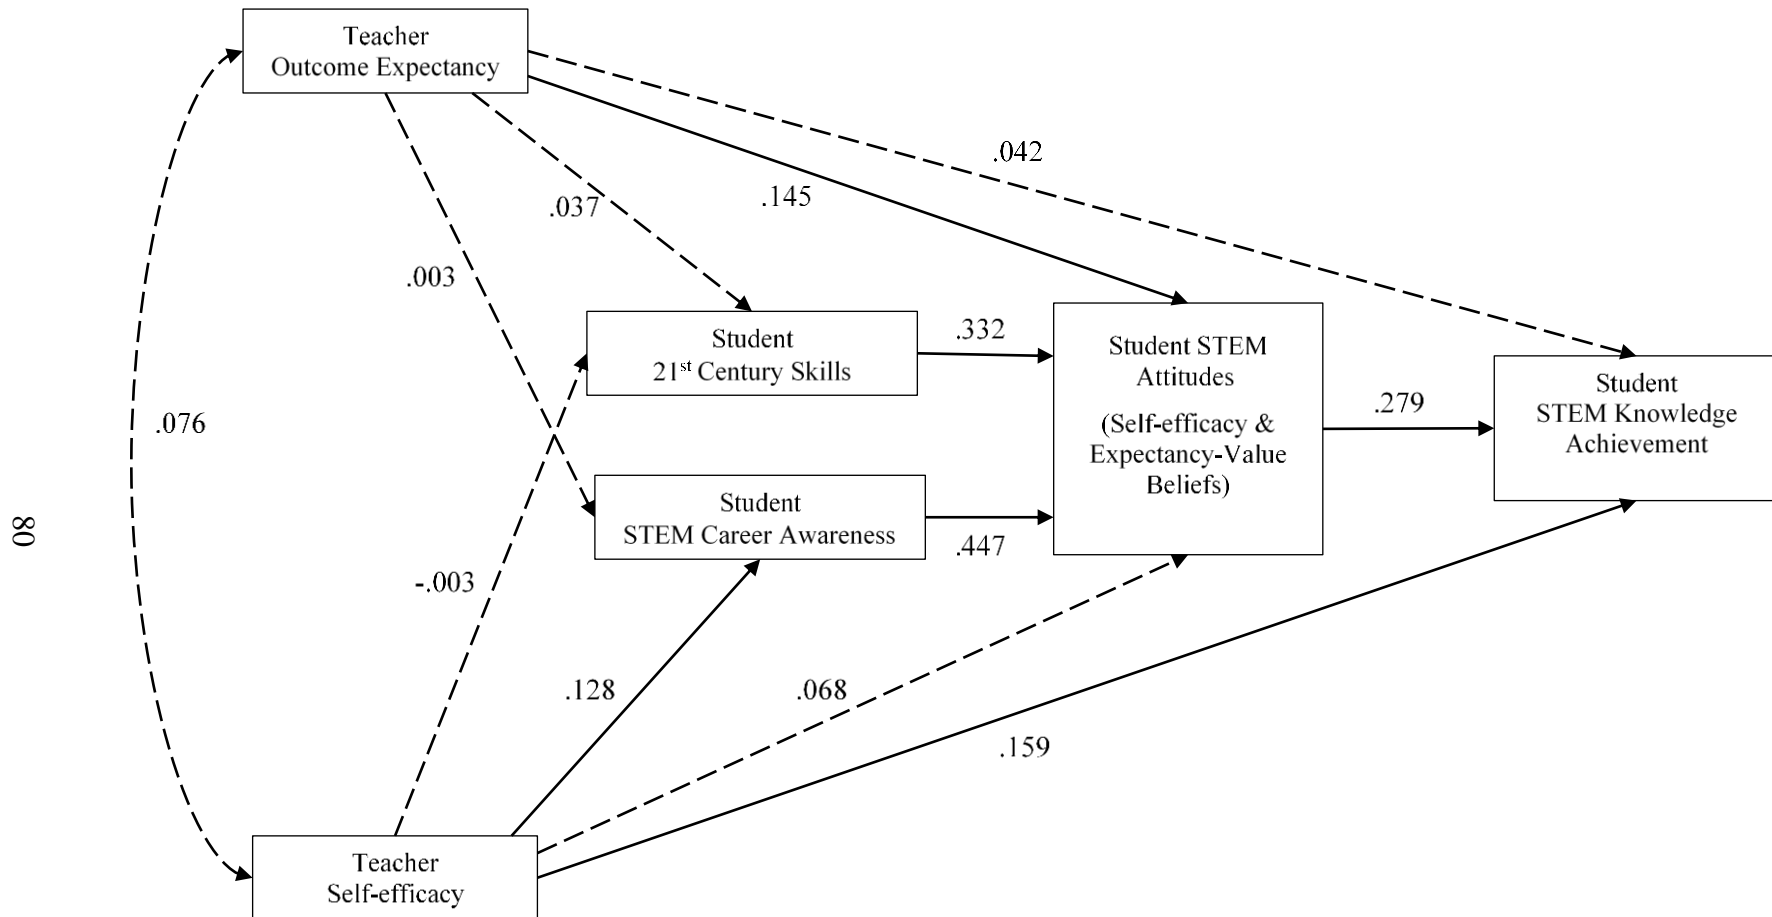 Teacher
Outcome Expectancy
.042
.145
.037
.003
.332
Student
21st Century Skills
Student STEM
Attitudes
(Self-efficacy &
Expectancy-Value
Beliefs)
.279
Student
STEM Knowledge
Achievement
.076
Student
STEM Career Awareness
.447
80
-.003
.128
.068
.159
Teacher
Self-efficacy